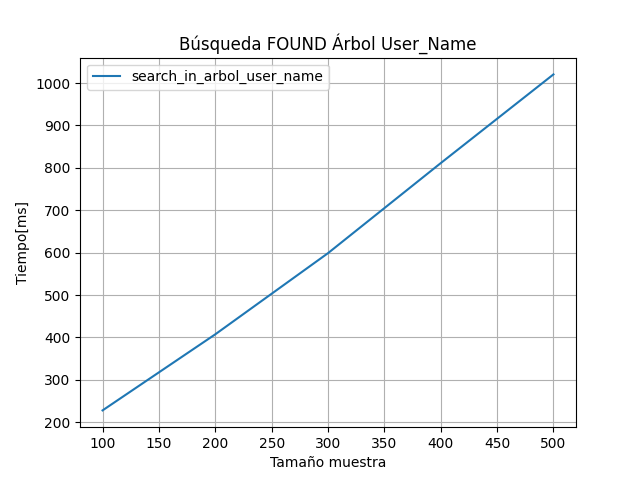 Búsqueda FOUND Árbol User_Name
search_in_arbol_user_name
1000
900
800
700
600
500
400
300
200
Tiempo[ms]
100 150 200 250 300 350 400 450 500
Tamaño muestra